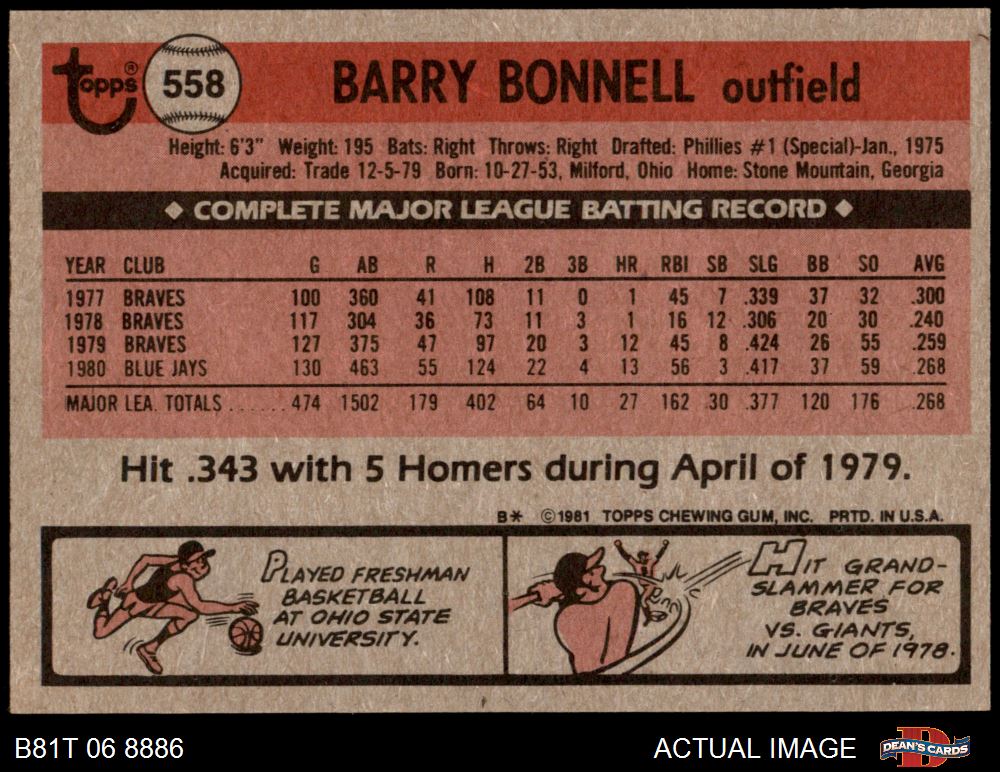 topps® 558 BARRY BONNELL outfield
Height: 6'3" Weight: 195 Bats: Right Throws: Right Drafted: Phillies #1 (Special)-Jan., 1975
Acquired: Trade 12-5-79 Born: 10-27-53, Milford, Ohio Home: Stone Mountain, Georgia
◆ COMPLETE MAJOR LEAGUE BATTING RECORD ◆
YEAR CLUB G AB R H 2B 3B HR RBI SB SLG BB SO AVG
1977 BRAVES 100 360 41 108 11 0 1 45 7 .339 37 32 .300
1978 BRAVES 117 304 36 73 11 3 1 16 12 .306 20 30 .240
1979 BRAVES 127 375 47 97 20 3 12 45 8 .424 26 55 .259
1980 BLUE JAYS 130 463 55 124 22 4 13 56 3 .417 37 59 .268
MAJOR LEA. TOTALS ...... 474 1502 179 402 64 10 27 162 30 .377 120 176 .268
Hit .343 with 5 Homers during April of 1979.
B* ©1981 TOPPS CHEWING GUM, INC. PRTD. IN U.S.A.
PLAYED FRESHMAN
BASKETBALL
AT OHIO STATE
UNIVERSITY.
HIT GRAND-
SLAMMER FOR
BRAVES
VS. GIANTS,
IN JUNE OF 1978.
B81T 06 8886 ACTUAL IMAGE DEAN'S CARDS